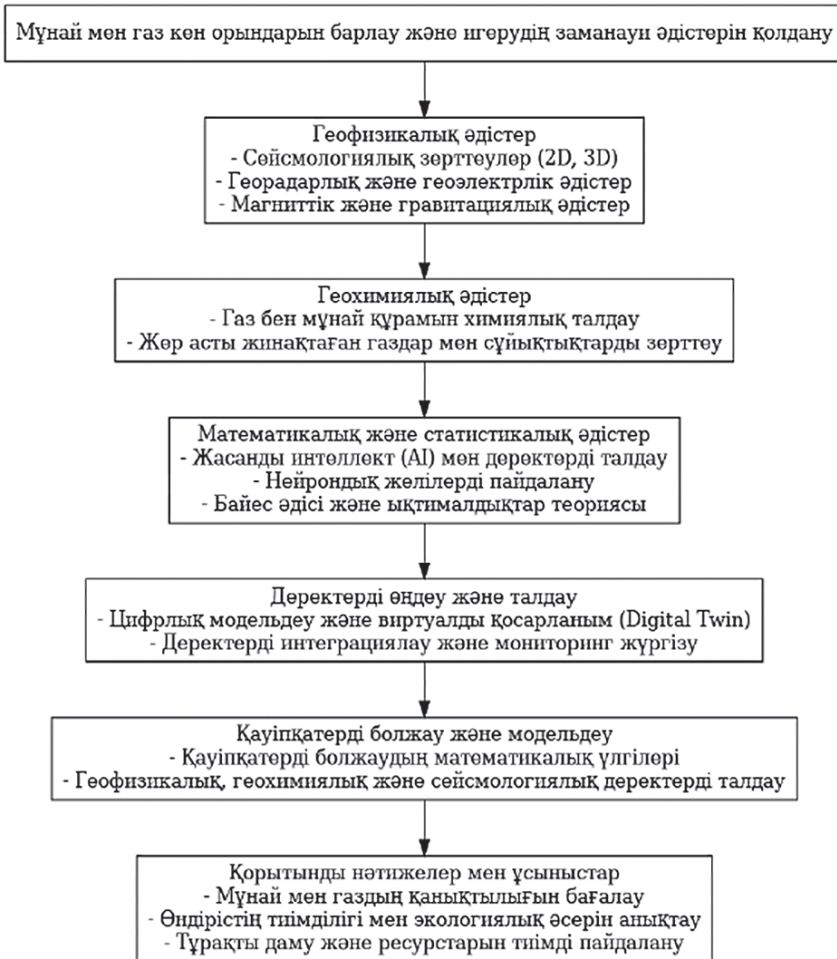 Мұнай мен газ кен орындарын барлау және игерудің заманауи әдістерін қолдану
Геофизикалық әдістер
- Сейсмологиялық зерттеулер (2D, 3D)
- Георадарлық және геоэлектрлік әдістер
- Магниттік және гравитациялық әдістер
Геохимиялық әдістер
- Газ бен мұнай құрамын химиялық талдау
- Жер асты жинақтаған газдар мен сұйықтықтарды зерттеу
Математикалық және статистикалық әдістер
- Жасанды интеллект (AI) мен деректерді талдау
- Нейрондық желілерді пайдалану
- Байес әдісі және ықтималдықтар теориясы
Деректерді өңдеу және талдау
- Цифрлық модельдеу және виртуалды қосарланым (Digital Twin)
- Деректерді интеграциялау және мониторинг жүргізу
Қауіпқатерді болжау және модельдеу
- Қауіпқатерді болжаудың математикалық үлгілері
- Геофизикалық, геохимиялық және сейсмологиялық деректерді талдау
Қорытынды нәтижелер мен ұсыныстар
- Мұнай мен газдың қанықтылығын бағалау
- Өндірістің тиімділігі мен экологиялық әсерін анықтау
- Тұрақты даму және ресурстарын тиімді пайдалану